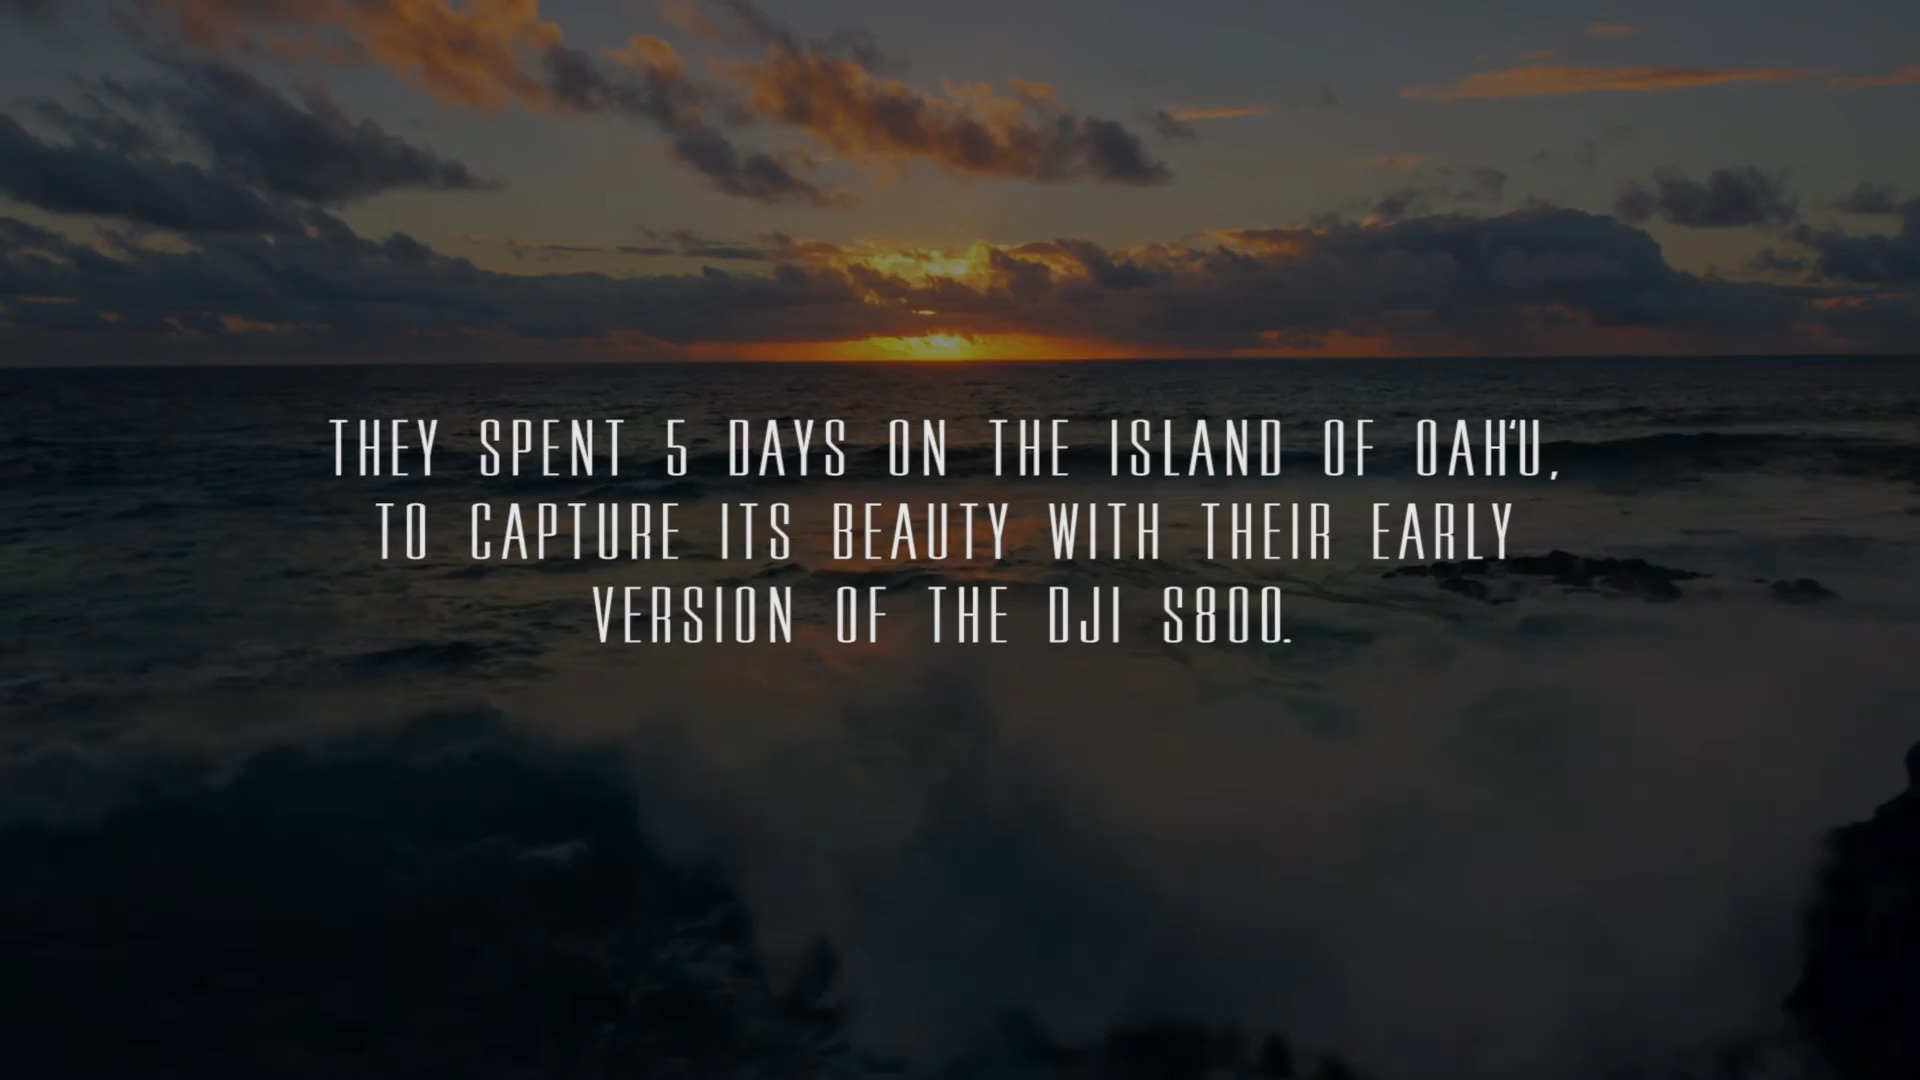 THEY SPENT 5 DAYS ON THE ISLAND OF OAH'U,
TO CAPTURE ITS BEAUTY WITH THEIR EARLY
VERSION OF THE DJI S800.